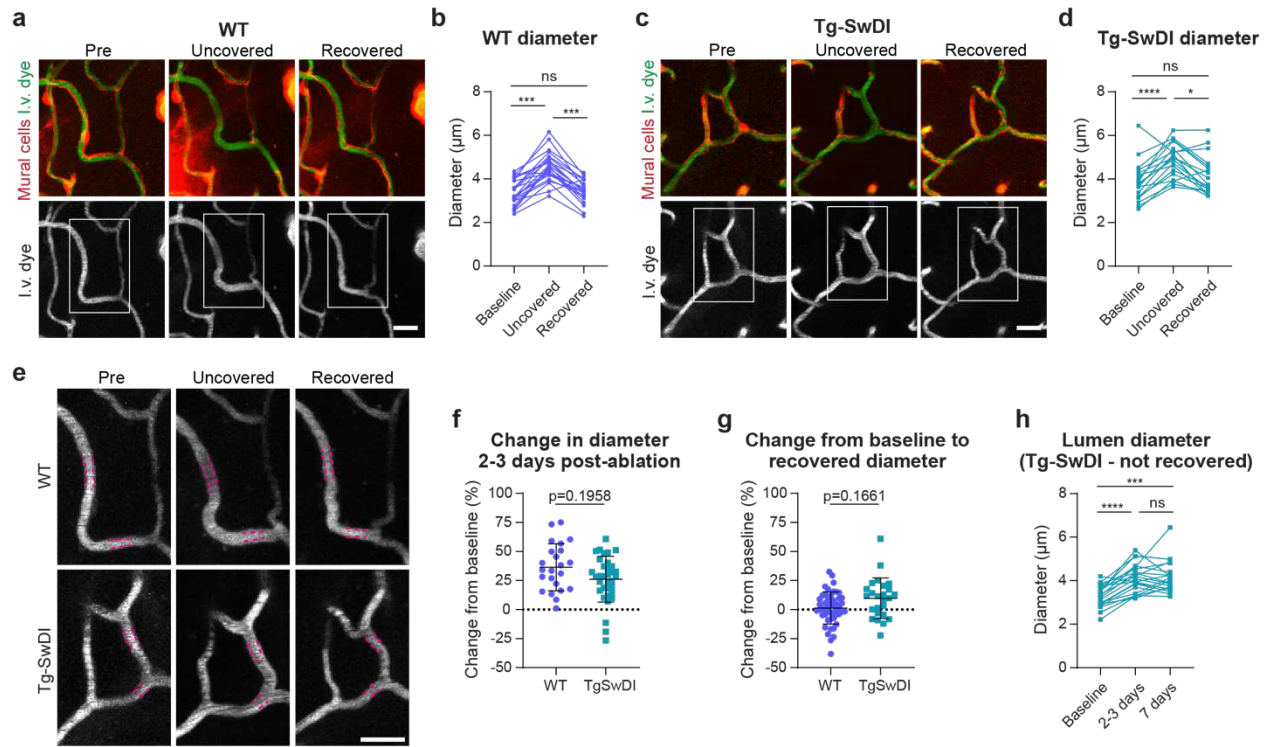 a
WT
Pre
Uncovered
Recovered
Mural cells I.v. dye
I.v. dye
b
WT diameter
ns
***
***
Diameter (µm)
8
6
4
2
0
Baseline
Uncovered
Recovered
c
Tg-SwDI
Pre
Uncovered
Recovered
Mural cells I.v. dye
I.v. dye
d
Tg-SwDI diameter
ns
****
*
Diameter (µm)
8
6
4
2
0
Baseline
Uncovered
Recovered
e
Pre
Uncovered
Recovered
WT
Tg-SwDI
f
Change in diameter
2-3 days post-ablation
p=0.1958
Change from baseline (%)
100
75
50
25
0
-25
-50
WT
TgSwDI
g
Change from baseline to
recovered diameter
p=0.1661
Change from baseline (%)
100
75
50
25
0
-25
-50
WT
TgSwDI
h
Lumen diameter
(Tg-SwDI - not recovered)
***
****
ns
Diameter (µm)
8
6
4
2
0
Baseline
2-3 days
7 days